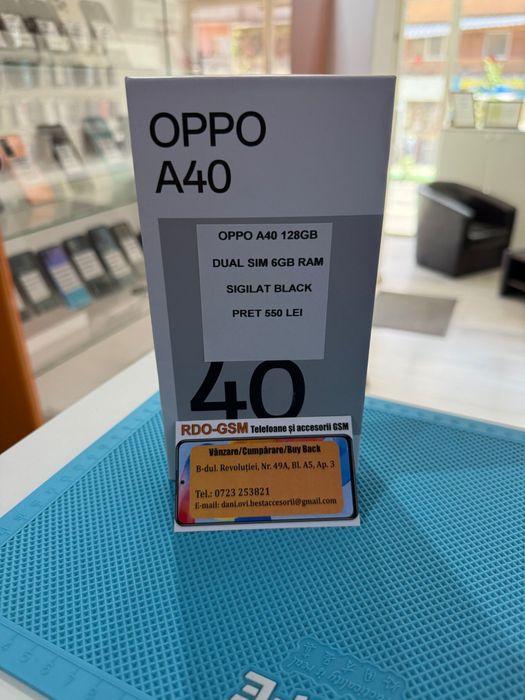 OPPO
A40
OPPO A40 128GB
DUAL SIM 6GB RAM
SIGILAT BLACK
PRET 550 LEI
40
RDO-GSM Telefoane și accesorii GSM
Vânzare/Cumpărare/Buy Back
B-dul. Revoluției, Nr. 49A, Bl. A5, Ap. 3
Tel.: 0723 253821
E-mail: dani.ovi.bestaccesorii@gmail.com